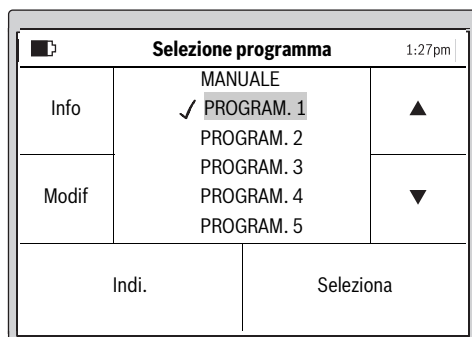 Selezione programma 1:27pm
MANUALE
Info PROGRAM. 1
PROGRAM. 2
PROGRAM. 3
Modif PROGRAM. 4
PROGRAM. 5
Indi. Seleziona